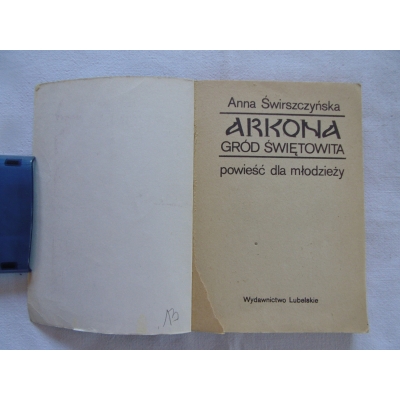 Anna Świrszczyńska
ARKONA
GRÓD ŚWIĘTOWITA
powieść dla młodzieży
Wydawnictwo Lubelskie